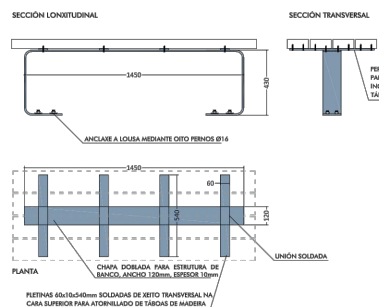 SECCIÓN LONXITUDINAL
SECCIÓN TRANSVERSAL
1450
430
PAR
TÁB
ANCLAXE A LOUSA MEDIANTE OITO PERNOS Ø16
1450
60
540
120
UNIÓN SOLDADA
PLANTA
CHAPA DOBLADA PARA ESTRUTURA DE
BANCO, ANCHO 120mm, ESPESOR 10mm
PLETINAS 60x10x540mm SOLDADAS DE XEITO TRANSVERSAL NA
CARA SUPERIOR PARA ATORNILLADO DE TÁBOAS DE MADEIRA